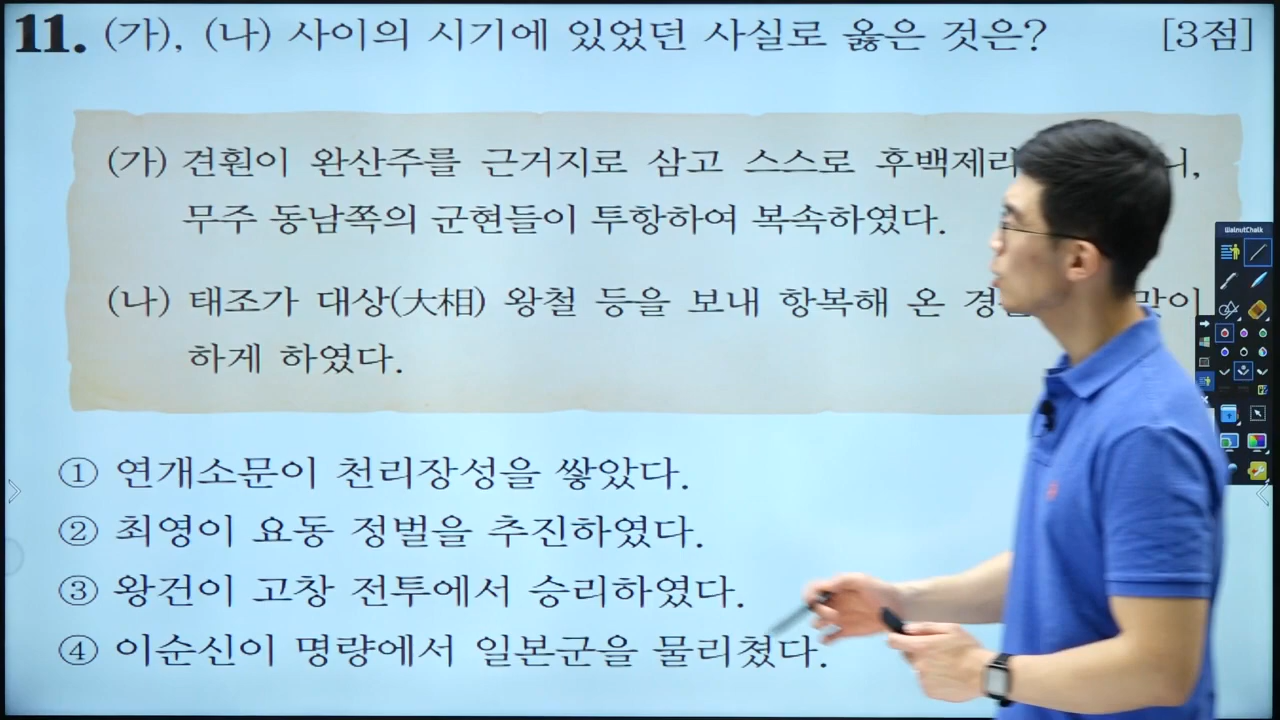 11. (가), (나) 사이의 시기에 있었던 사실로 옳은 것은? [3점]
(가) 견훤이 완산주를 근거지로 삼고 스스로 후백제라 니,
무주 동남쪽의 군현들이 투항하여 복속하였다.
(나) 태조가 대상(大相) 왕철 등을 보내 항복해 온 맞이
하게 하였다.
① 연개소문이 천리장성을 쌓았다.
② 최영이 요동 정벌을 추진하였다.
③ 왕건이 고창 전투에서 승리하였다.
④ 이순신이 명량에서 일본군을 물리쳤다.
WalnutChalk